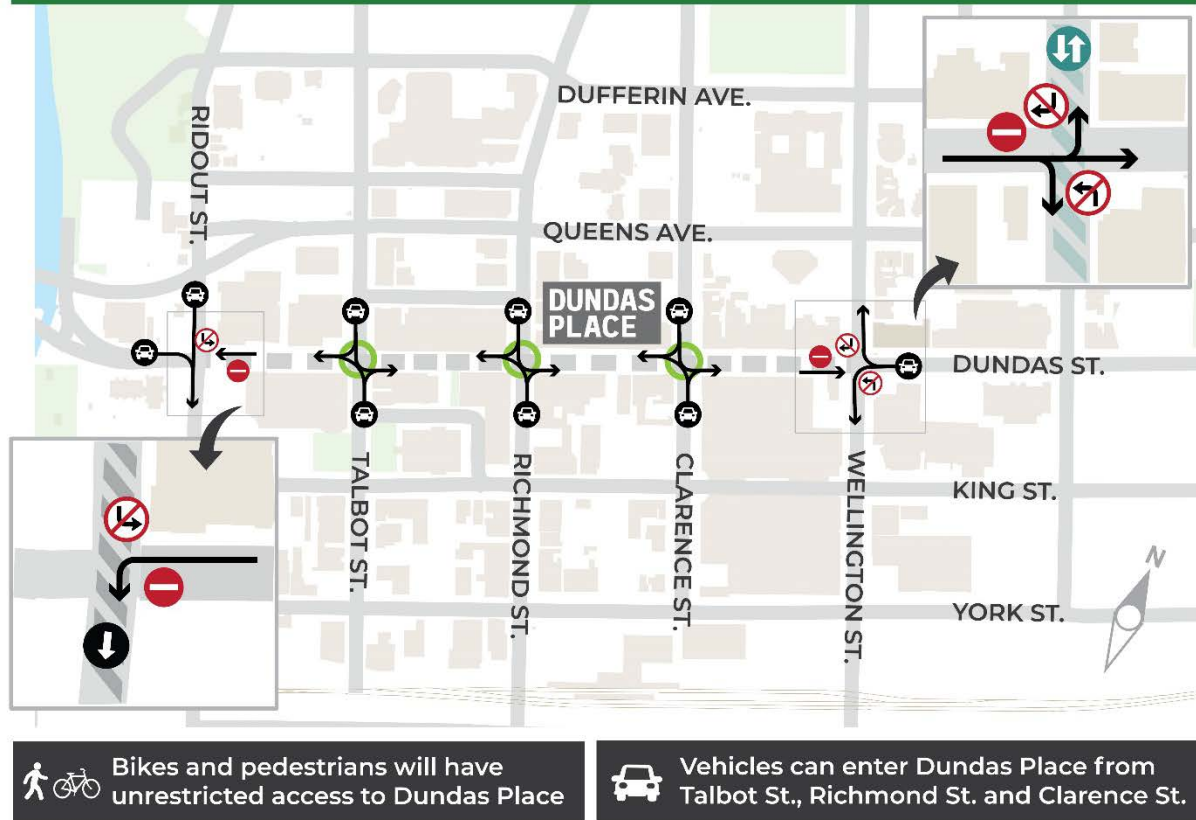 DUFFERIN AVE.
RIDOUT ST.
QUEENS AVE.
DUNDAS
PLACE
DUNDAS ST.
TALBOT ST.
RICHMOND ST.
CLARENCE ST.
WELLINGTON ST.
KING ST.
N
YORK ST.
Bikes and pedestrians will have
unrestricted access to Dundas Place
Vehicles can enter Dundas Place from
Talbot St., Richmond St. and Clarence St.